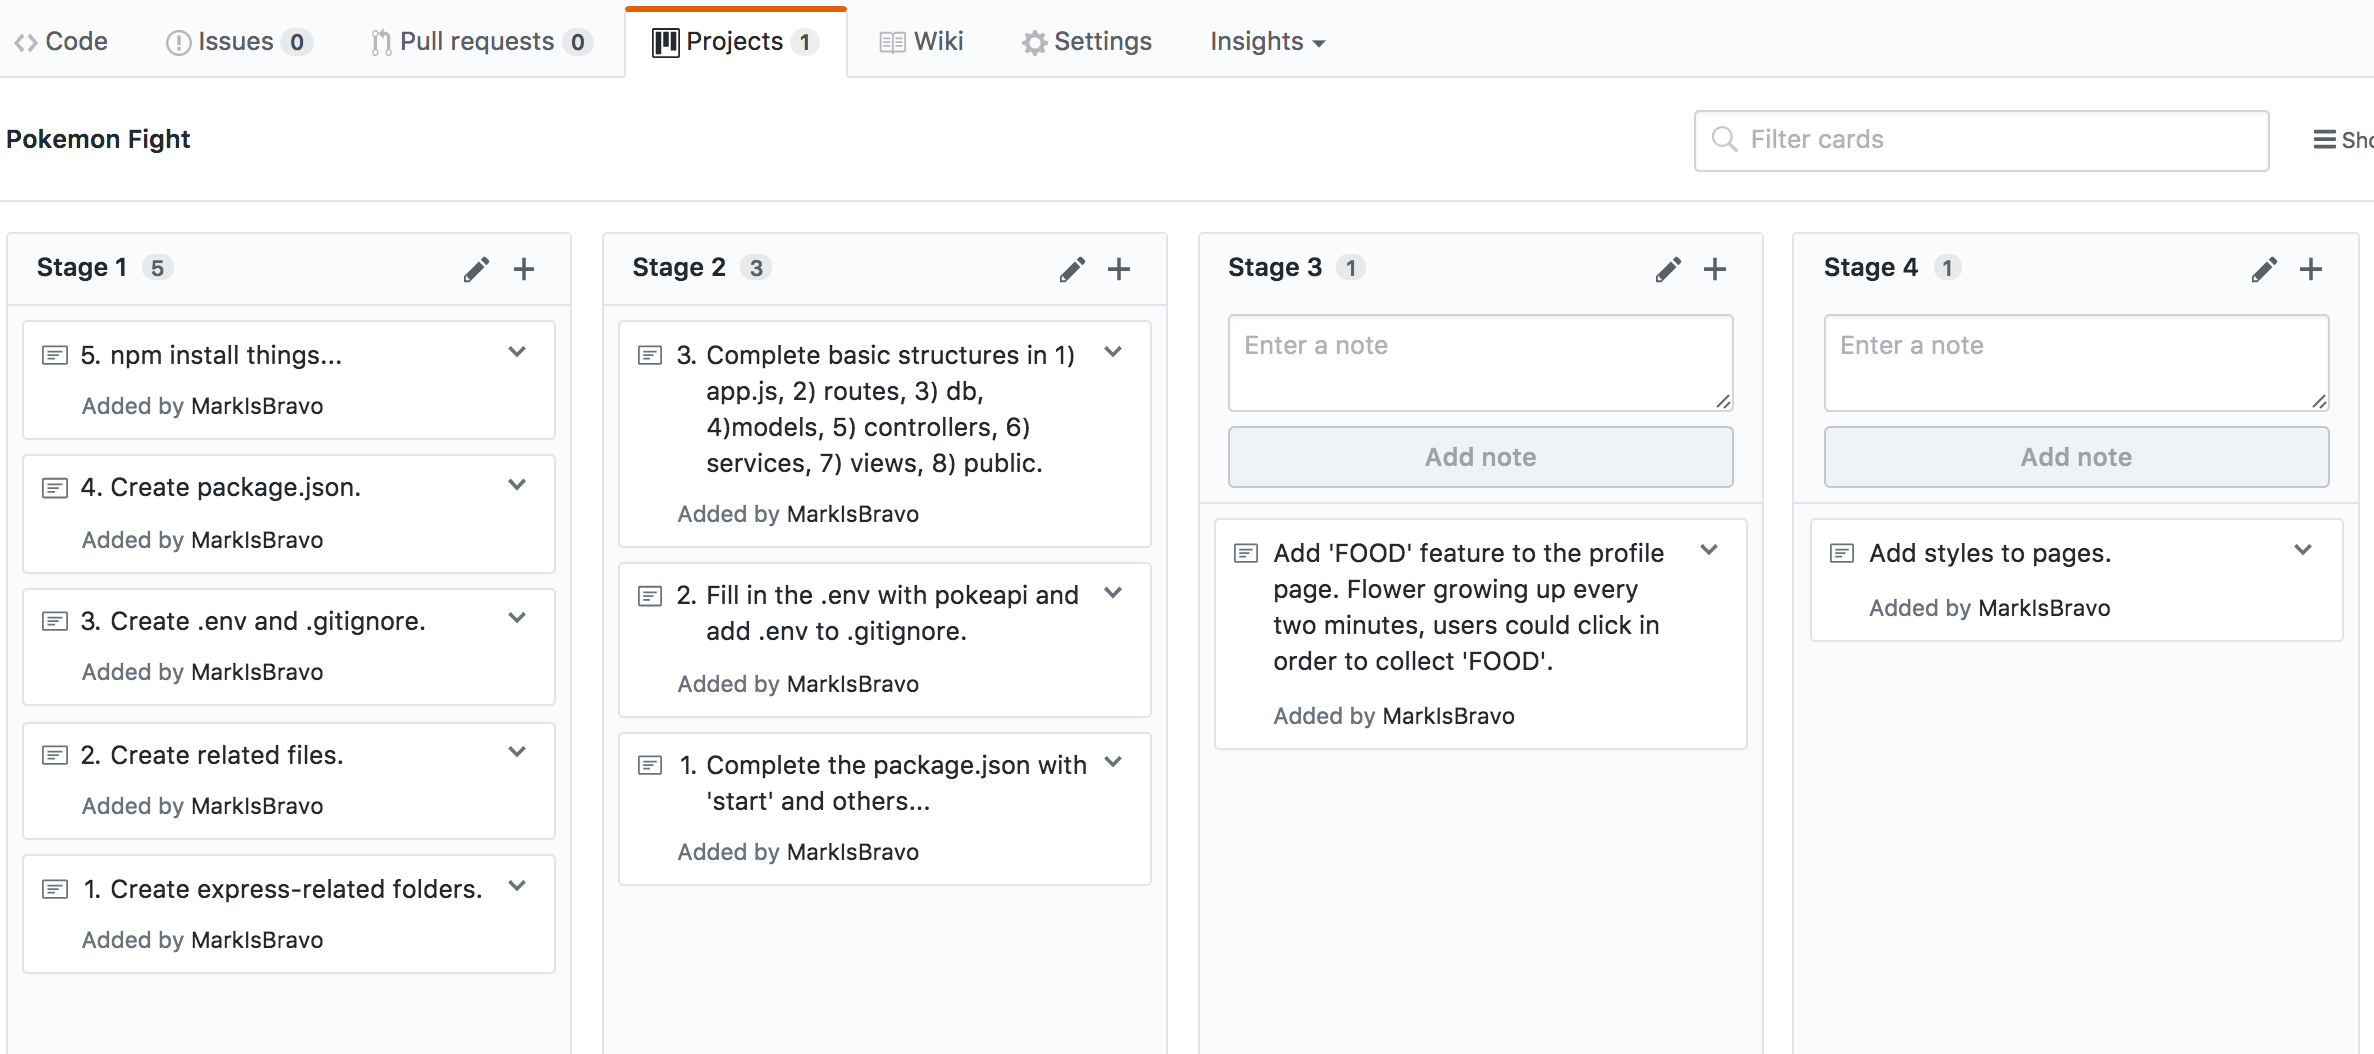 Code
Issues 0
Pull requests 0
Projects 1
Wiki
Settings
Insights
Pokemon Fight
Filter cards
Sho
Stage 1 5
5. npm install things...
Added by MarkIsBravo
4. Create package.json.
Added by MarkIsBravo
3. Create .env and .gitignore.
Added by MarkIsBravo
2. Create related files.
Added by MarkIsBravo
1. Create express-related folders.
Added by MarkIsBravo
Stage 2 3
3. Complete basic structures in 1)
app.js, 2) routes, 3) db,
4)models, 5) controllers, 6)
services, 7) views, 8) public.
Added by MarkIsBravo
2. Fill in the .env with pokeapi and
add .env to .gitignore.
Added by MarkIsBravo
1. Complete the package.json with
'start' and others...
Added by MarkIsBravo
Stage 3 1
Enter a note
Add note
Add 'FOOD' feature to the profile
page. Flower growing up every
two minutes, users could click in
order to collect 'FOOD'.
Added by MarkIsBravo
Stage 4 1
Enter a note
Add note
Add styles to pages.
Added by MarkIsBravo